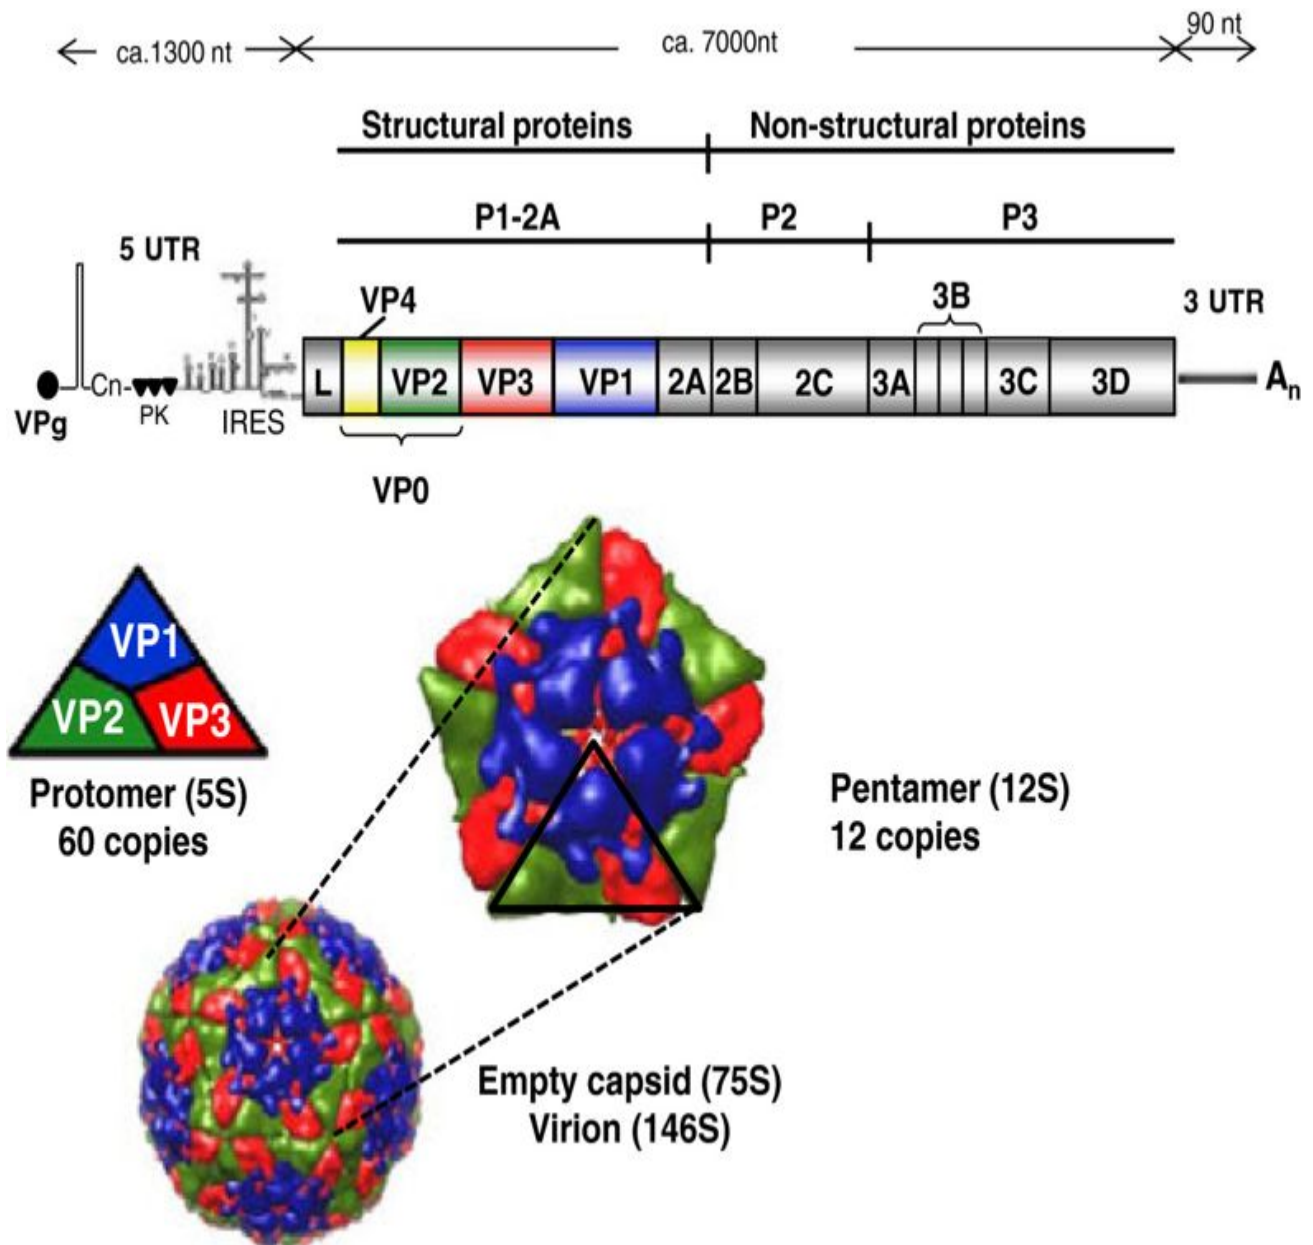 ca.1300 nt
ca. 7000nt
90 nt
Structural proteins
Non-structural proteins
P1-2A
P2
P3
5 UTR
VP4
3B
3 UTR
Cn
L
VP2
VP3
VP1
2A
2B
2C
3A
3C
3D
An
VPg
PK
IRES
VP0
VP1
VP2
VP3
Protomer (5S)
60 copies
Pentamer (12S)
12 copies
Empty capsid (75S)
Virion (146S)